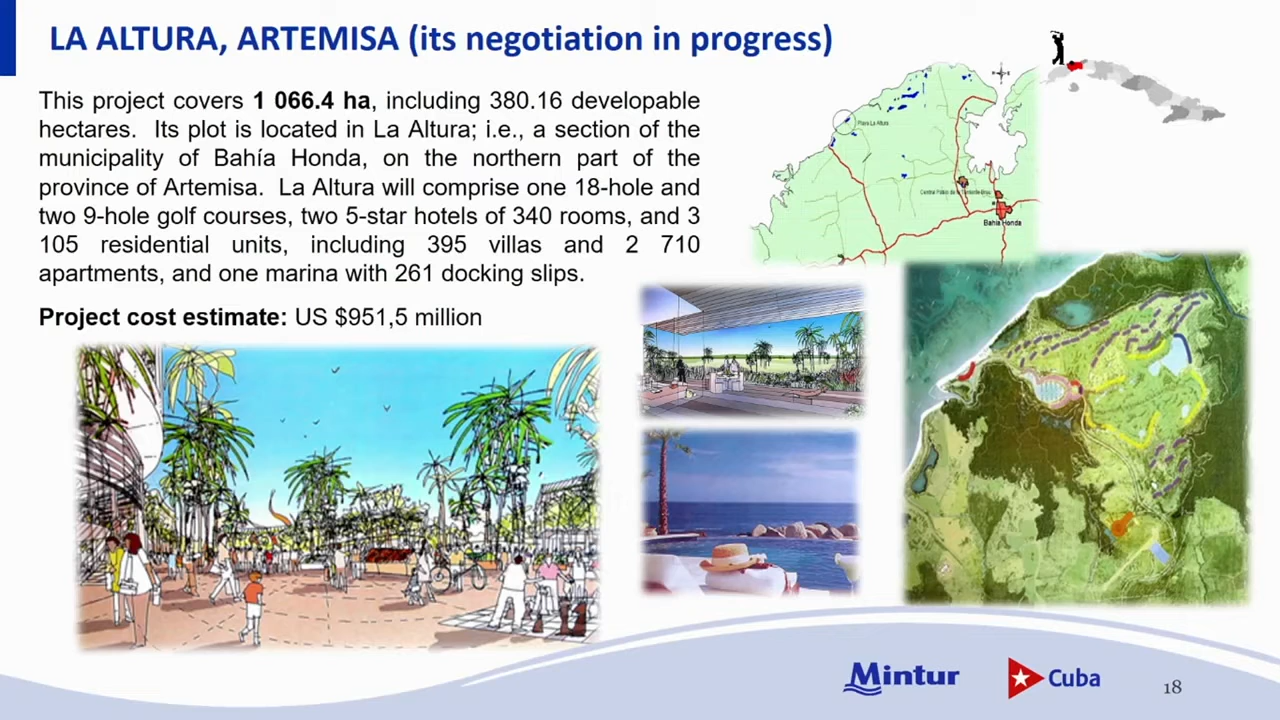 LA ALTURA, ARTEMISA (its negotiation in progress)
This project covers 1 066.4 ha, including 380.16 developable
hectares. Its plot is located in La Altura; i.e., a section of the
municipality of Bahía Honda, on the northern part of the
province of Artemisa. La Altura will comprise one 18-hole and
two 9-hole golf courses, two 5-star hotels of 340 rooms, and 3
105 residential units, including 395 villas and 2 710
apartments, and one marina with 261 docking slips.
Project cost estimate: US $951,5 million
Playa La Altura
Bahía Honda
Mintur
Cuba
18